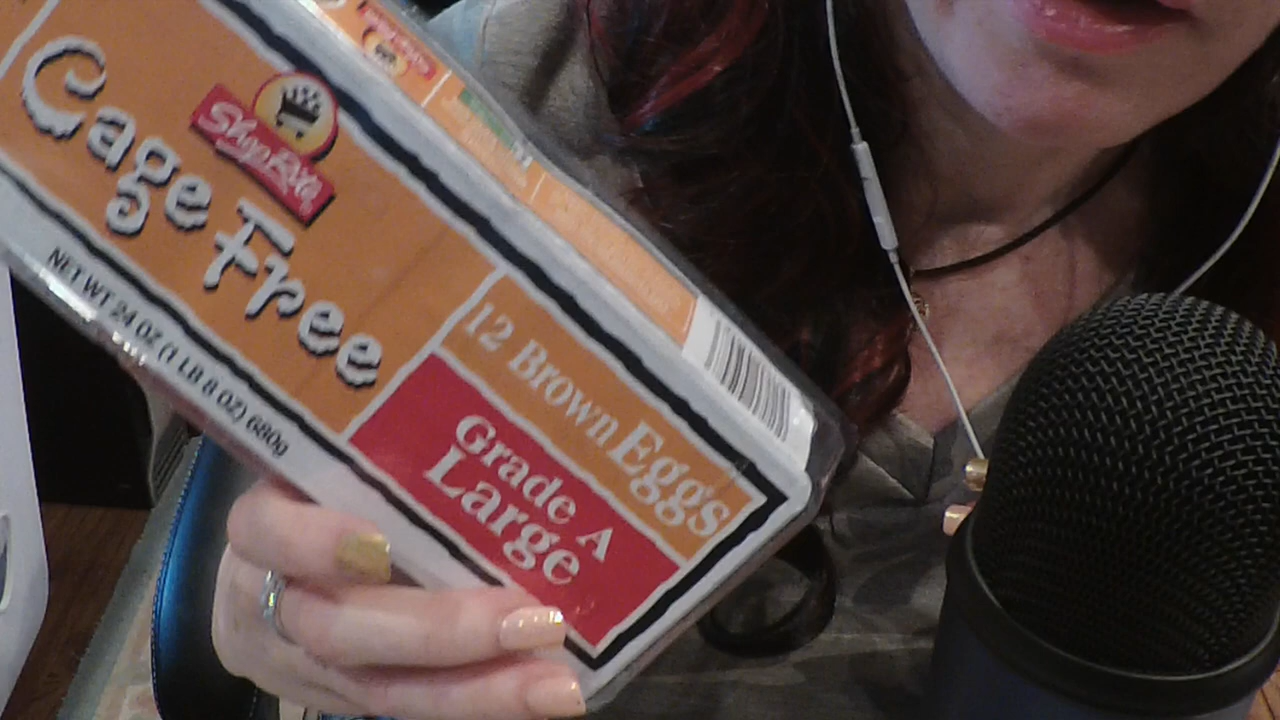 ShopRite
Cage Free
NET WT 24 OZ (1 LB 8 OZ) 680g
12 Brown Eggs
Grade A
Large